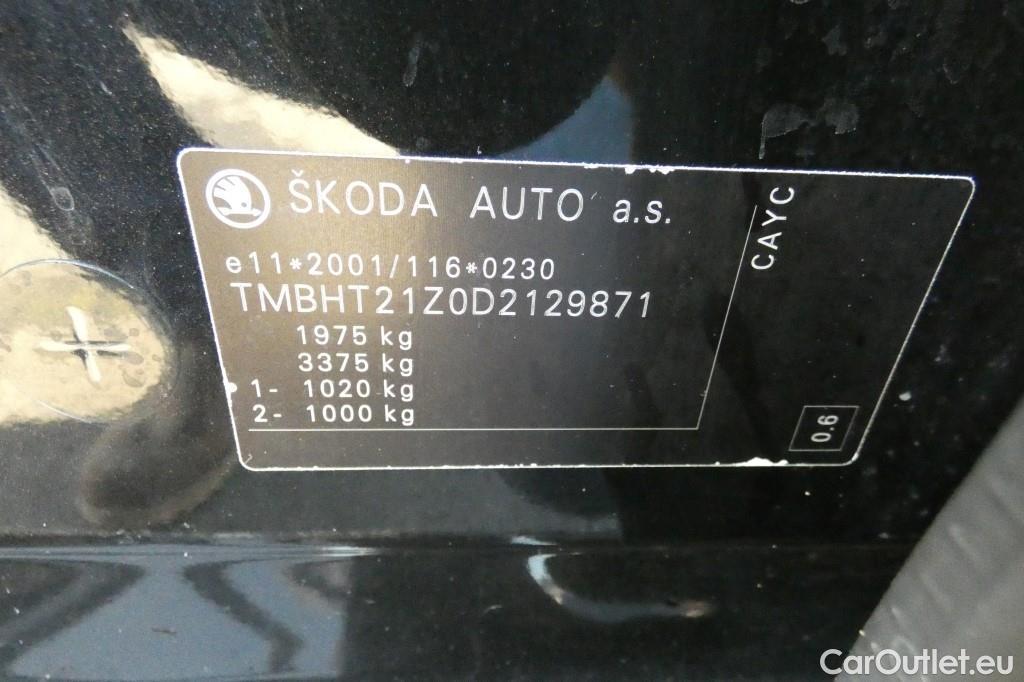 ŠKODA AUTO a.s.
e11*2001/116*0230
TMBHT21Z0D2129871
1975 kg
3375 kg
1- 1020 kg
2- 1000 kg
CAYC
0.6
CarOutlet.eu